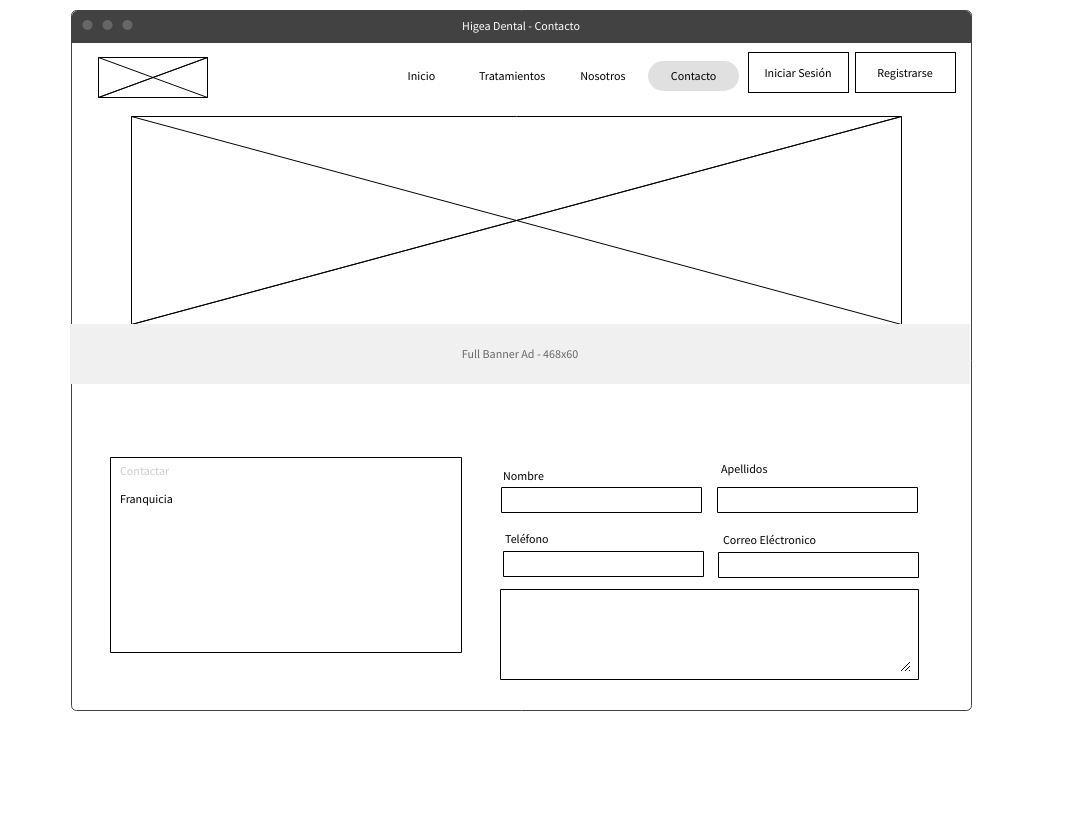 Higea Dental - Contacto
Inicio
Tratamientos
Nosotros
Contacto
Iniciar Sesión
Registrarse
Full Banner Ad - 468x60
Contactar
Franquicia
Nombre
Apellidos
Teléfono
Correo Eléctronico